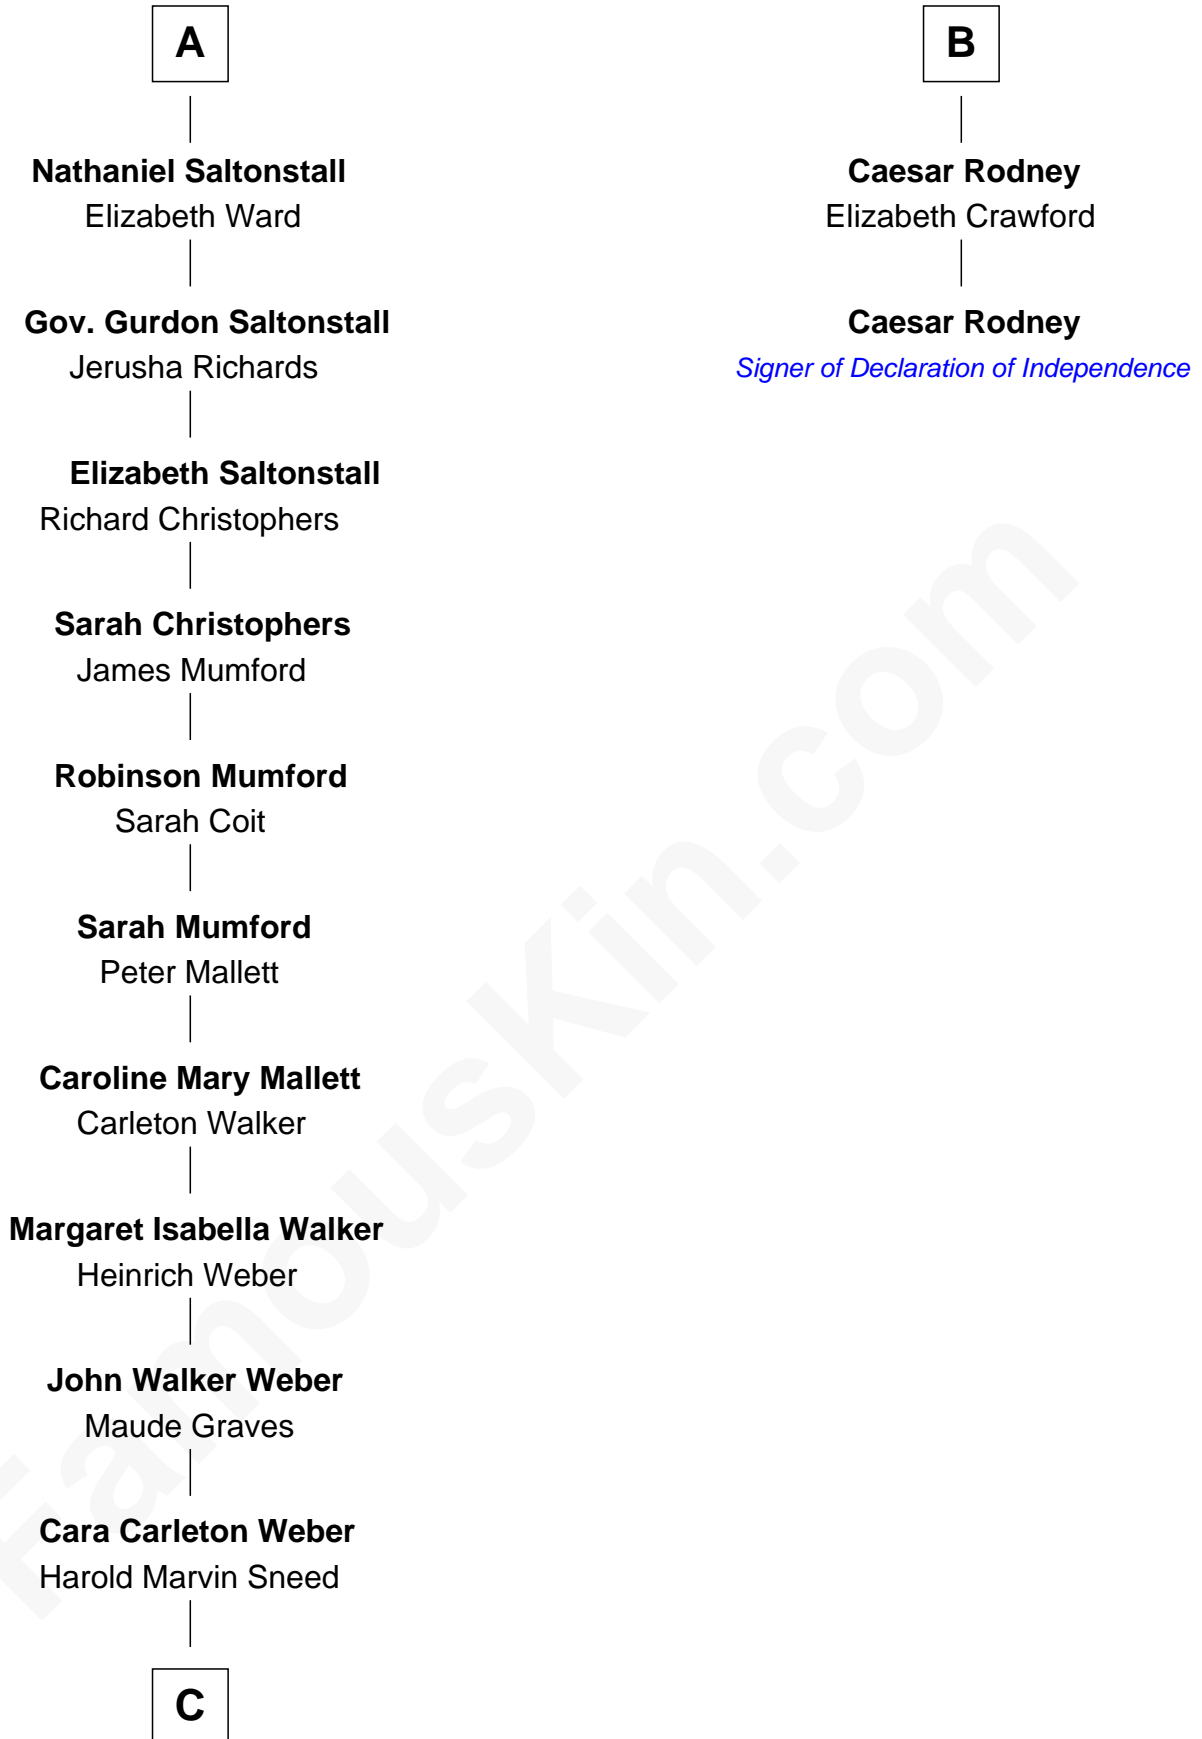 A
Nathaniel Saltonstall
Elizabeth Ward
Gov. Gurdon Saltonstall
Jerusha Richards
Elizabeth Saltonstall
Richard Christophers
Sarah Christophers
James Mumford
Robinson Mumford
Sarah Coit
Sarah Mumford
Peter Mallett
Caroline Mary Mallett
Carleton Walker
Margaret Isabella Walker
Heinrich Weber
John Walker Weber
Maude Graves
Cara Carleton Weber
Harold Marvin Sneed
C
B
Caesar Rodney
Elizabeth Crawford
Caesar Rodney
Signer of Declaration of Independence
FamousKin.com